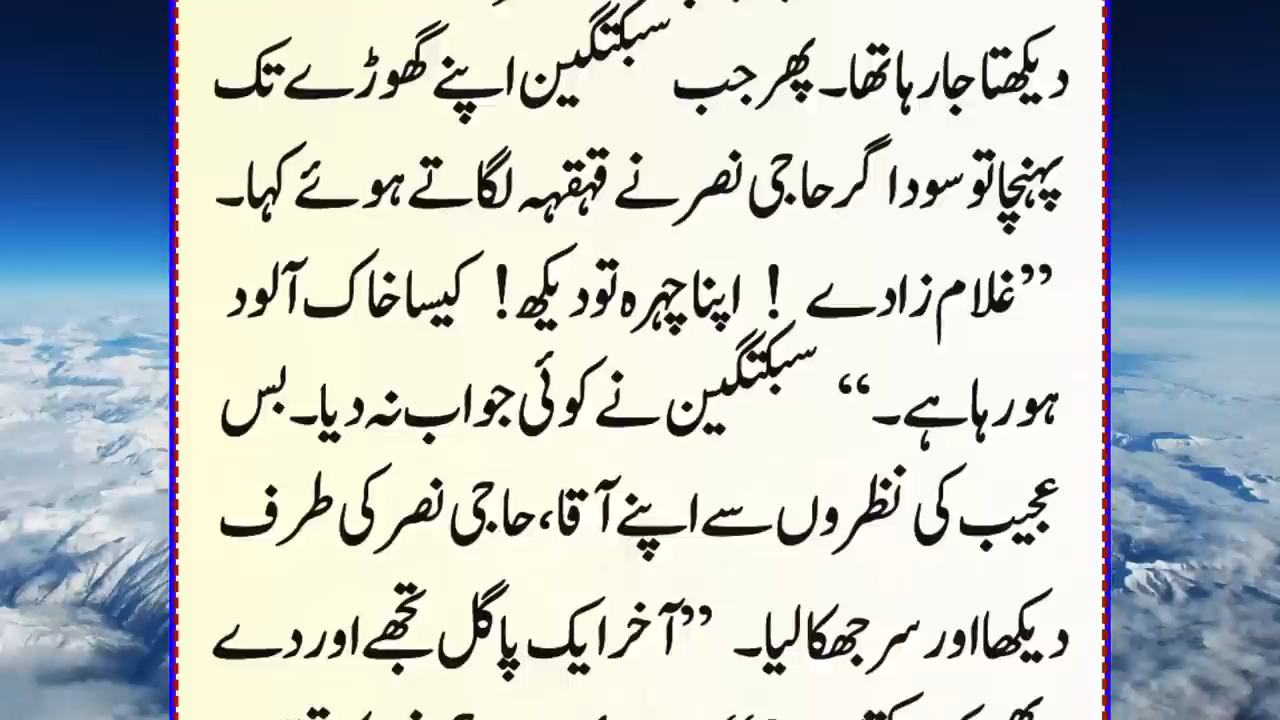 دیکھتا جا رہا تھا۔ پھر جب سبکتگین اپنے گھوڑے تک
پہنچا تو سوداگر حاجی نصر نے قہقہہ لگاتے ہوئے کہا۔
”غلام زادے ! اپنا چہرہ تو دیکھ ! کیسا خاک آلود
ہو رہا ہے۔“ سبکتگین نے کوئی جواب نہ دیا۔ بس
عجیب کی نظروں سے اپنے آقا، حاجی نصر کی طرف
دیکھا اور سر جھکا لیا۔ ”آخر ایک پاگل تجھے اور دے